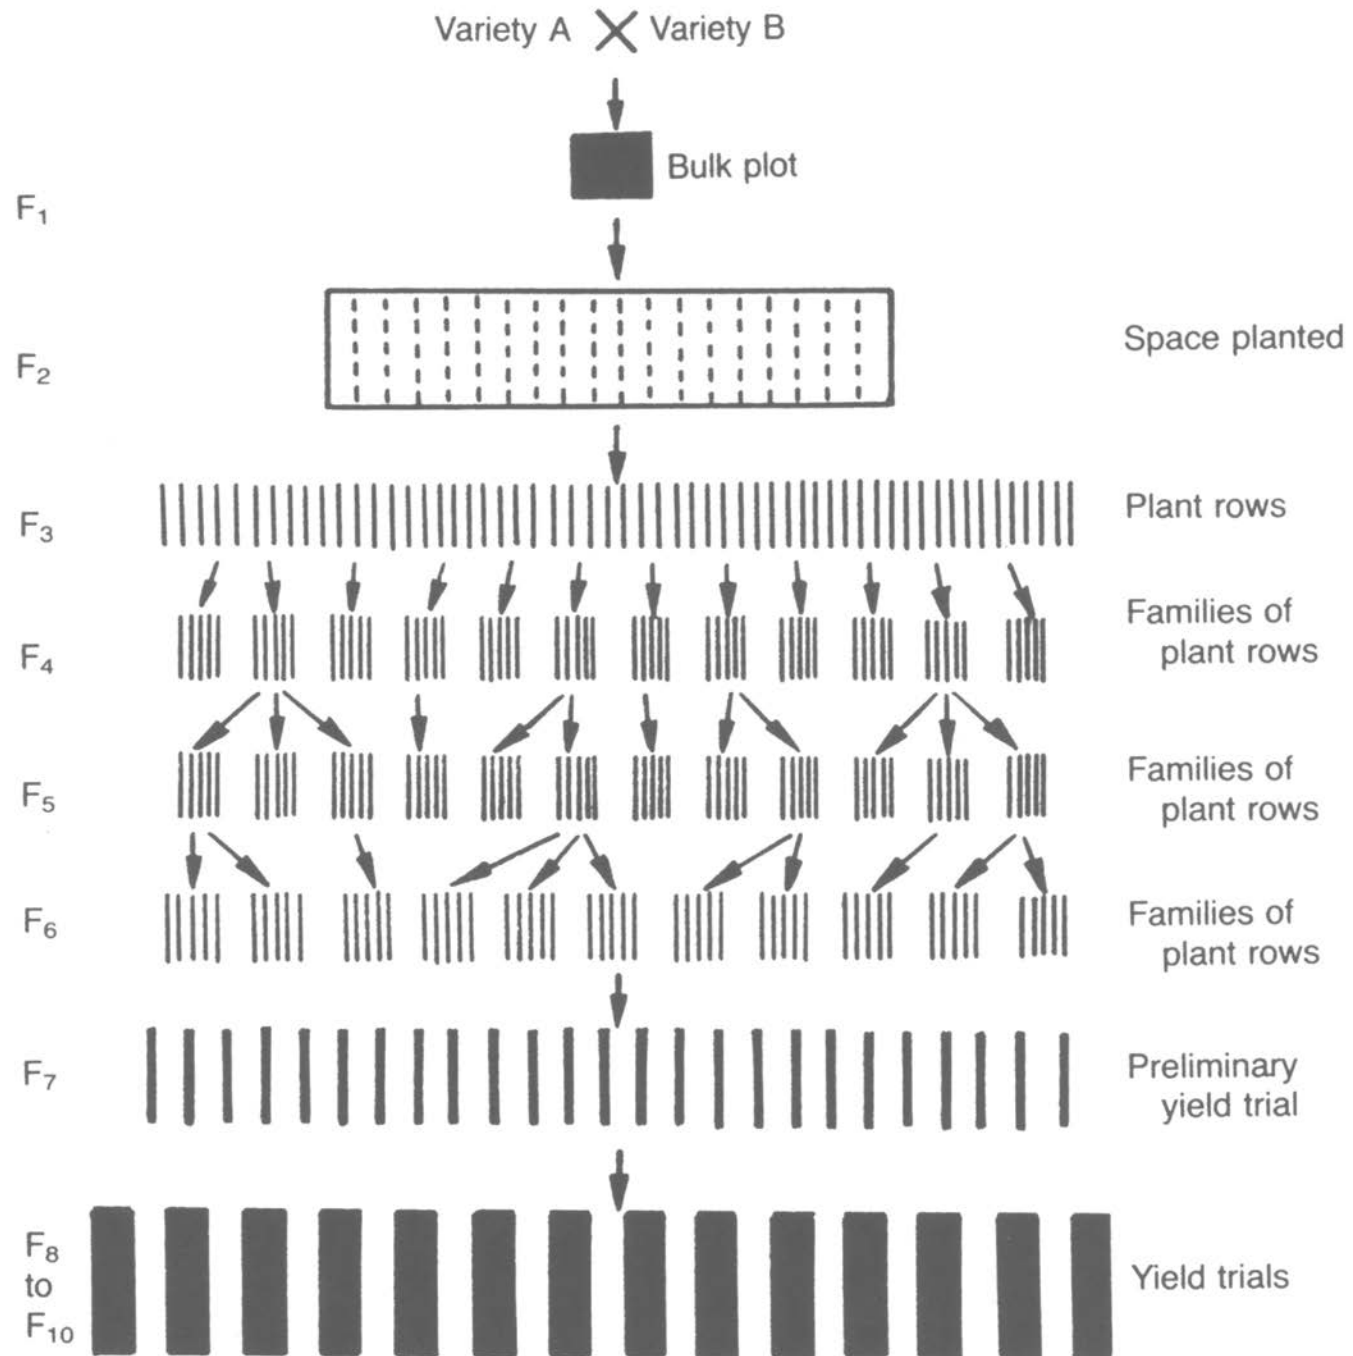 Variety A X Variety B
Bulk plot
F₁
Space planted
F₂
Plant rows
F₃
Families of
plant rows
F₄
Families of
plant rows
F₅
Families of
plant rows
F₆
Preliminary
yield trial
F₇
F₈
to
F₁₀
Yield trials